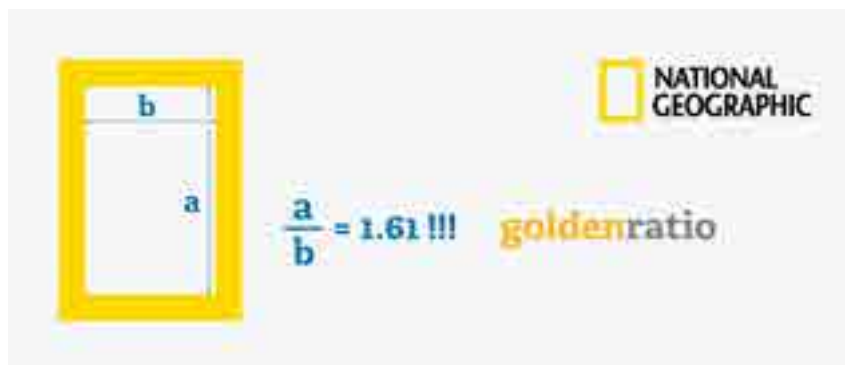 b
a
a
b
= 1.61 !!!
goldenratio
NATIONAL
GEOGRAPHIC